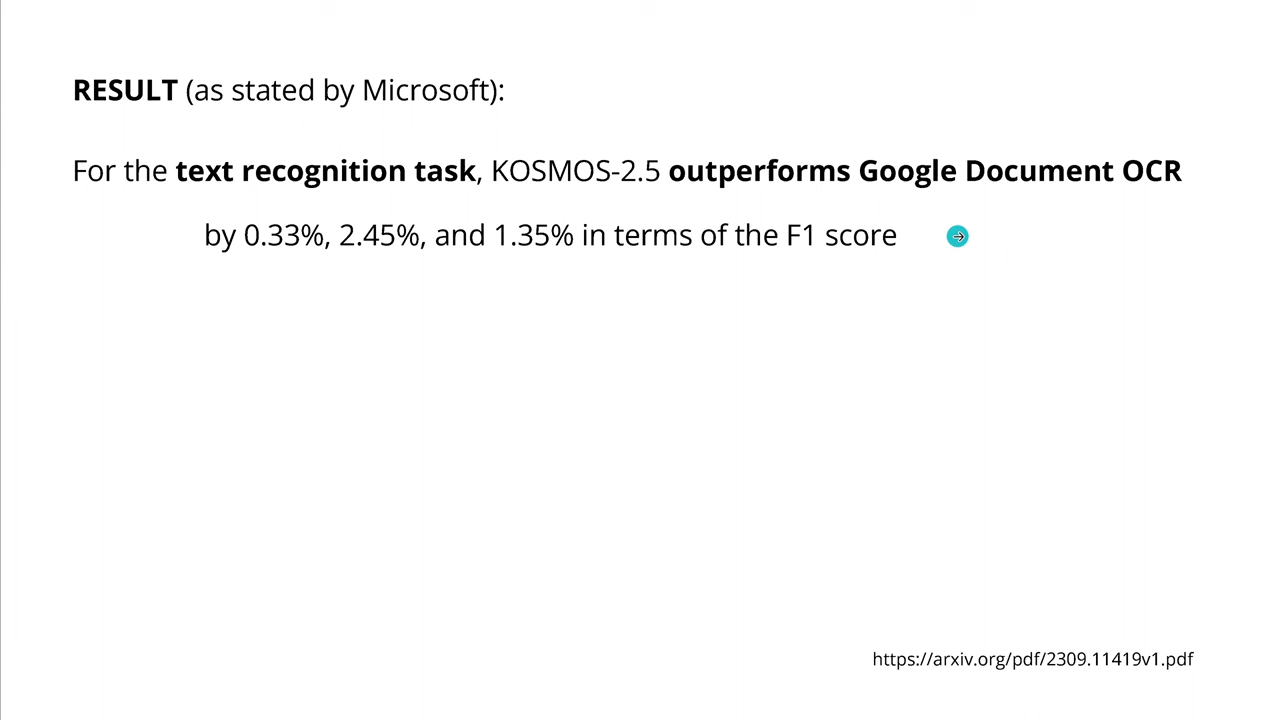 RESULT (as stated by Microsoft):
For the text recognition task, KOSMOS-2.5 outperforms Google Document OCR
by 0.33%, 2.45%, and 1.35% in terms of the F1 score
https://arxiv.org/pdf/2309.11419v1.pdf